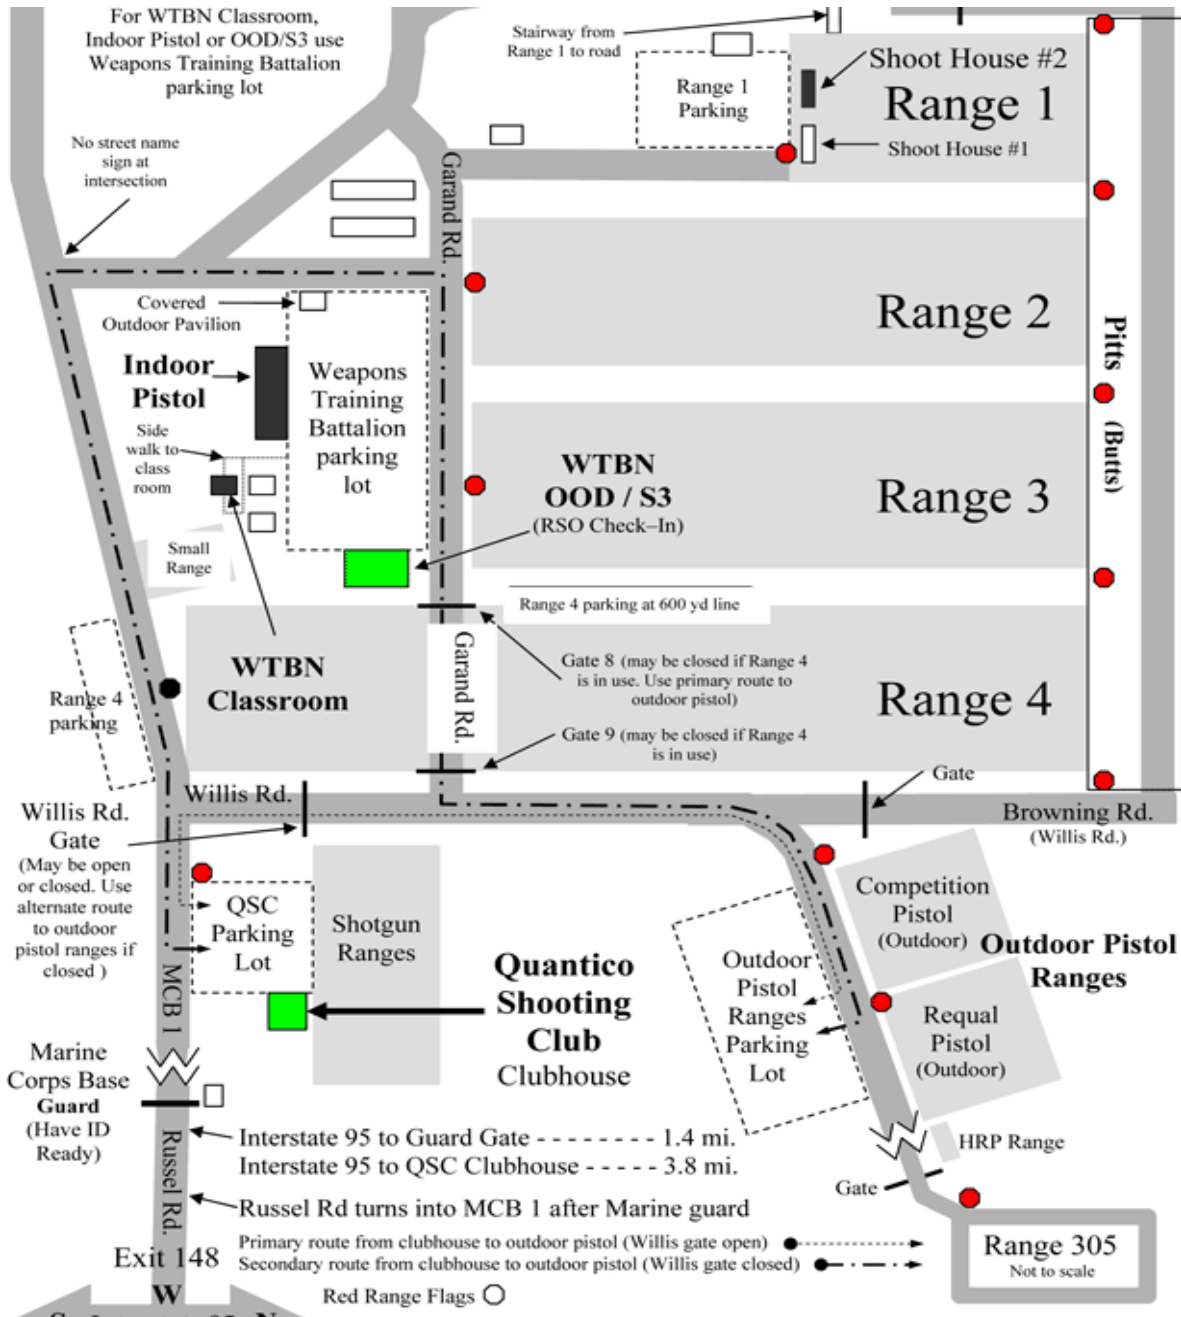 For WTBN Classroom,
Indoor Pistol or OOD/S3 use
Weapons Training Battalion
parking lot
Stairway from
Range 1 to road
Range 1
Parking
Shoot House #2
Range 1
Shoot House #1
No street name
sign at
intersection
Garand Rd.
Range 2
Covered
Outdoor Pavilion
Indoor
Pistol
Weapons
Training
Battalion
parking
lot
Pitts (Butts)
Side
walk to
class
room
WTBN
OOD / S3
(RSO Check–In)
Range 3
Small
Range
Range 4 parking at 600 yd line
WTBN
Classroom
Garand Rd.
Gate 8 (may be closed if Range 4
is in use. Use primary route to
outdoor pistol)
Range 4
Range 4
parking
Gate 9 (may be closed if Range 4
is in use)
Gate
Willis Rd.
Browning Rd.
(Willis Rd.)
Willis Rd.
Gate
(May be open
or closed. Use
alternate route
to outdoor
pistol ranges if
closed )
QSC
Parking
Lot
Shotgun
Ranges
Competition
Pistol
(Outdoor)
Outdoor Pistol
Ranges
Quantico
Shooting
Club
Clubhouse
Outdoor
Pistol
Ranges
Parking
Lot
Requal
Pistol
(Outdoor)
MCB 1
Marine
Corps Base
Guard
(Have ID
Ready)
HRP Range
Gate
Interstate 95 to Guard Gate - - - - - - - - 1.4 mi.
Interstate 95 to QSC Clubhouse - - - - - 3.8 mi.
Russel Rd.
Russel Rd turns into MCB 1 after Marine guard
Primary route from clubhouse to outdoor pistol (Willis gate open)
Secondary route from clubhouse to outdoor pistol (Willis gate closed)
Red Range Flags
Range 305
Not to scale
Exit 148
W